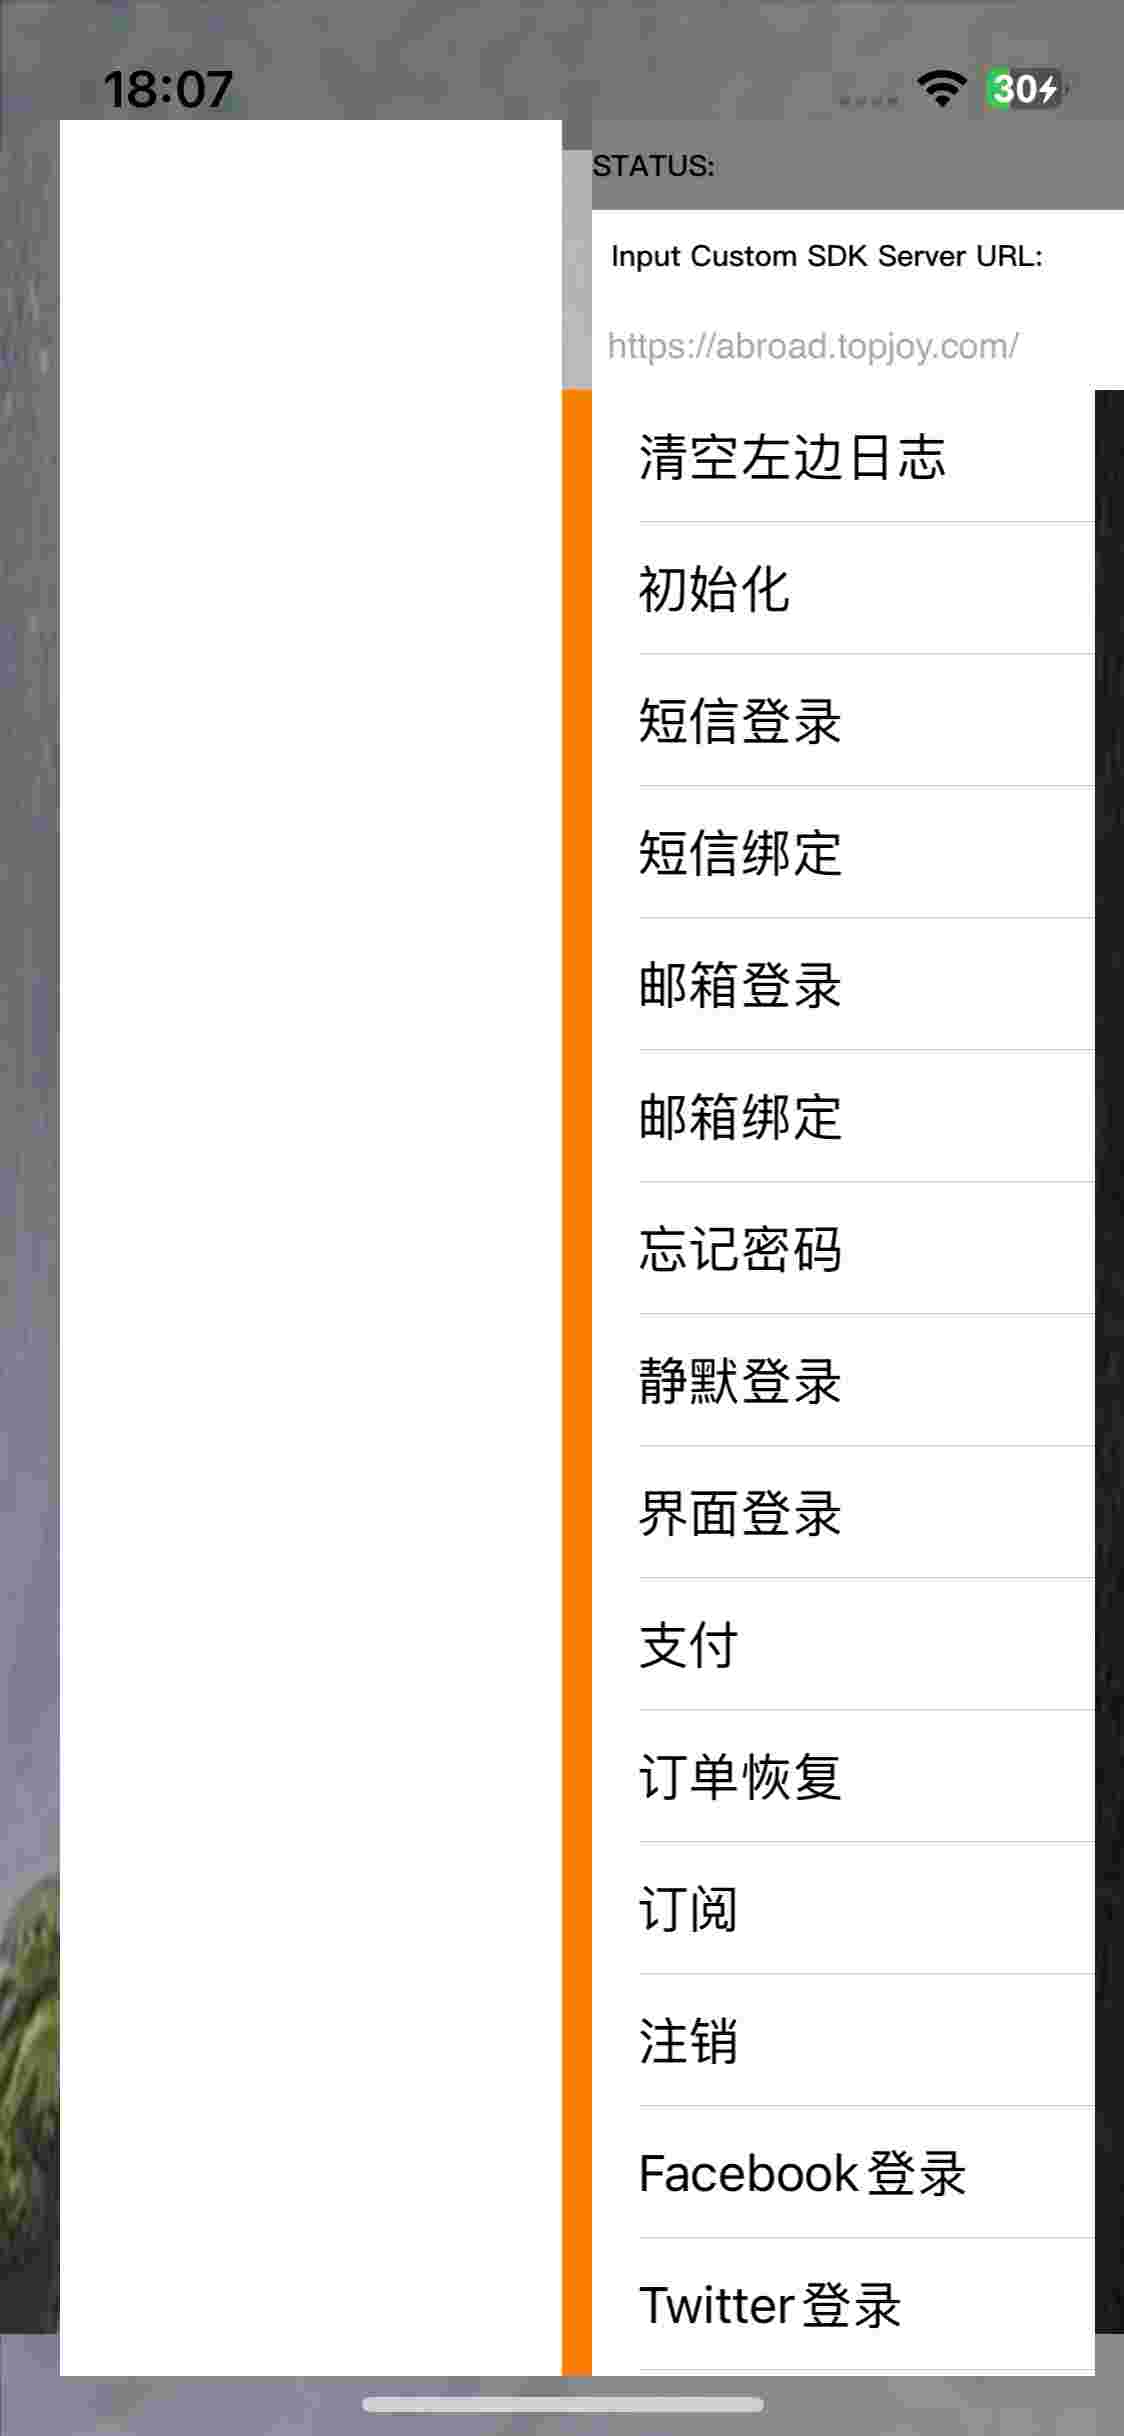 18:07
30
STATUS:
Input Custom SDK Server URL:
https://abroad.topjoy.com/
清空左边日志
初始化
短信登录
短信绑定
邮箱登录
邮箱绑定
忘记密码
静默登录
界面登录
支付
订单恢复
订阅
注销
Facebook登录
Twitter登录